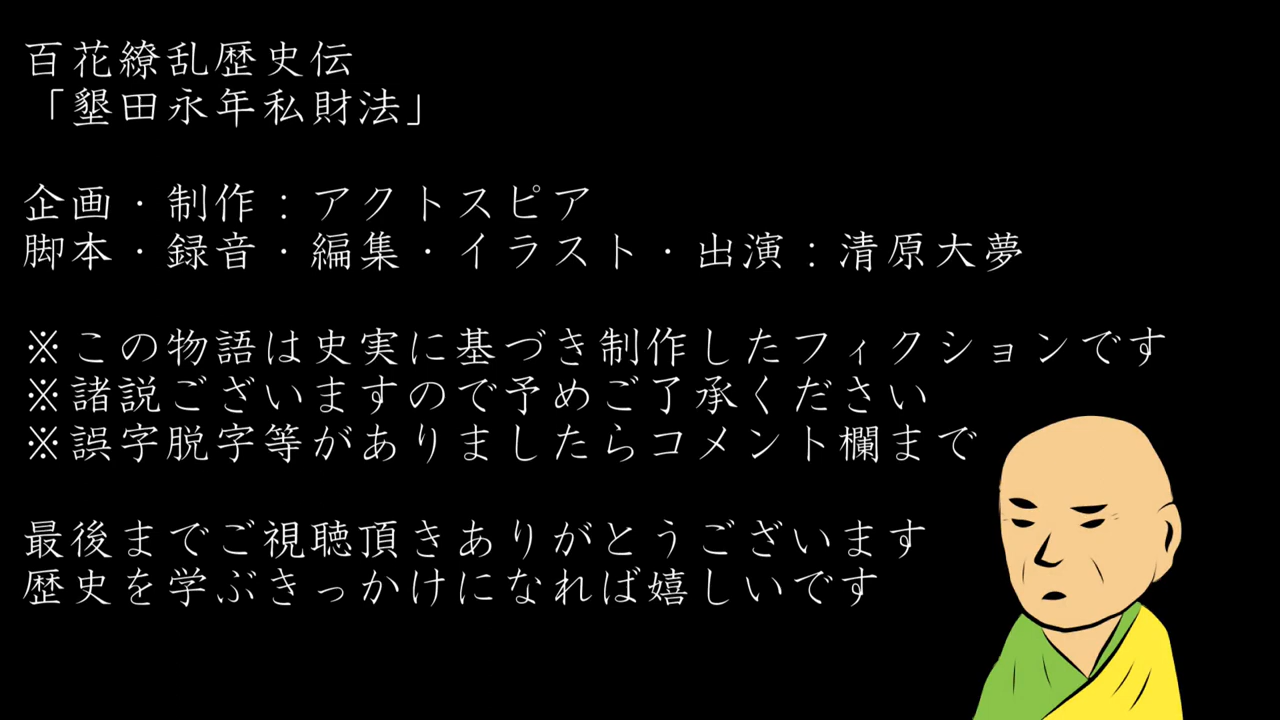 百花繚乱歴史伝
「墾田永年私財法」
企画・制作：アクトスピア
脚本・録音・編集・イラスト・出演：清原大夢
※この物語は史実に基づき制作したフィクションです
※諸説ございますので予めご了承ください
※誤字脱字等がありましたらコメント欄まで
最後までご視聴頂きありがとうございます
歴史を学ぶきっかけになれば嬉しいです